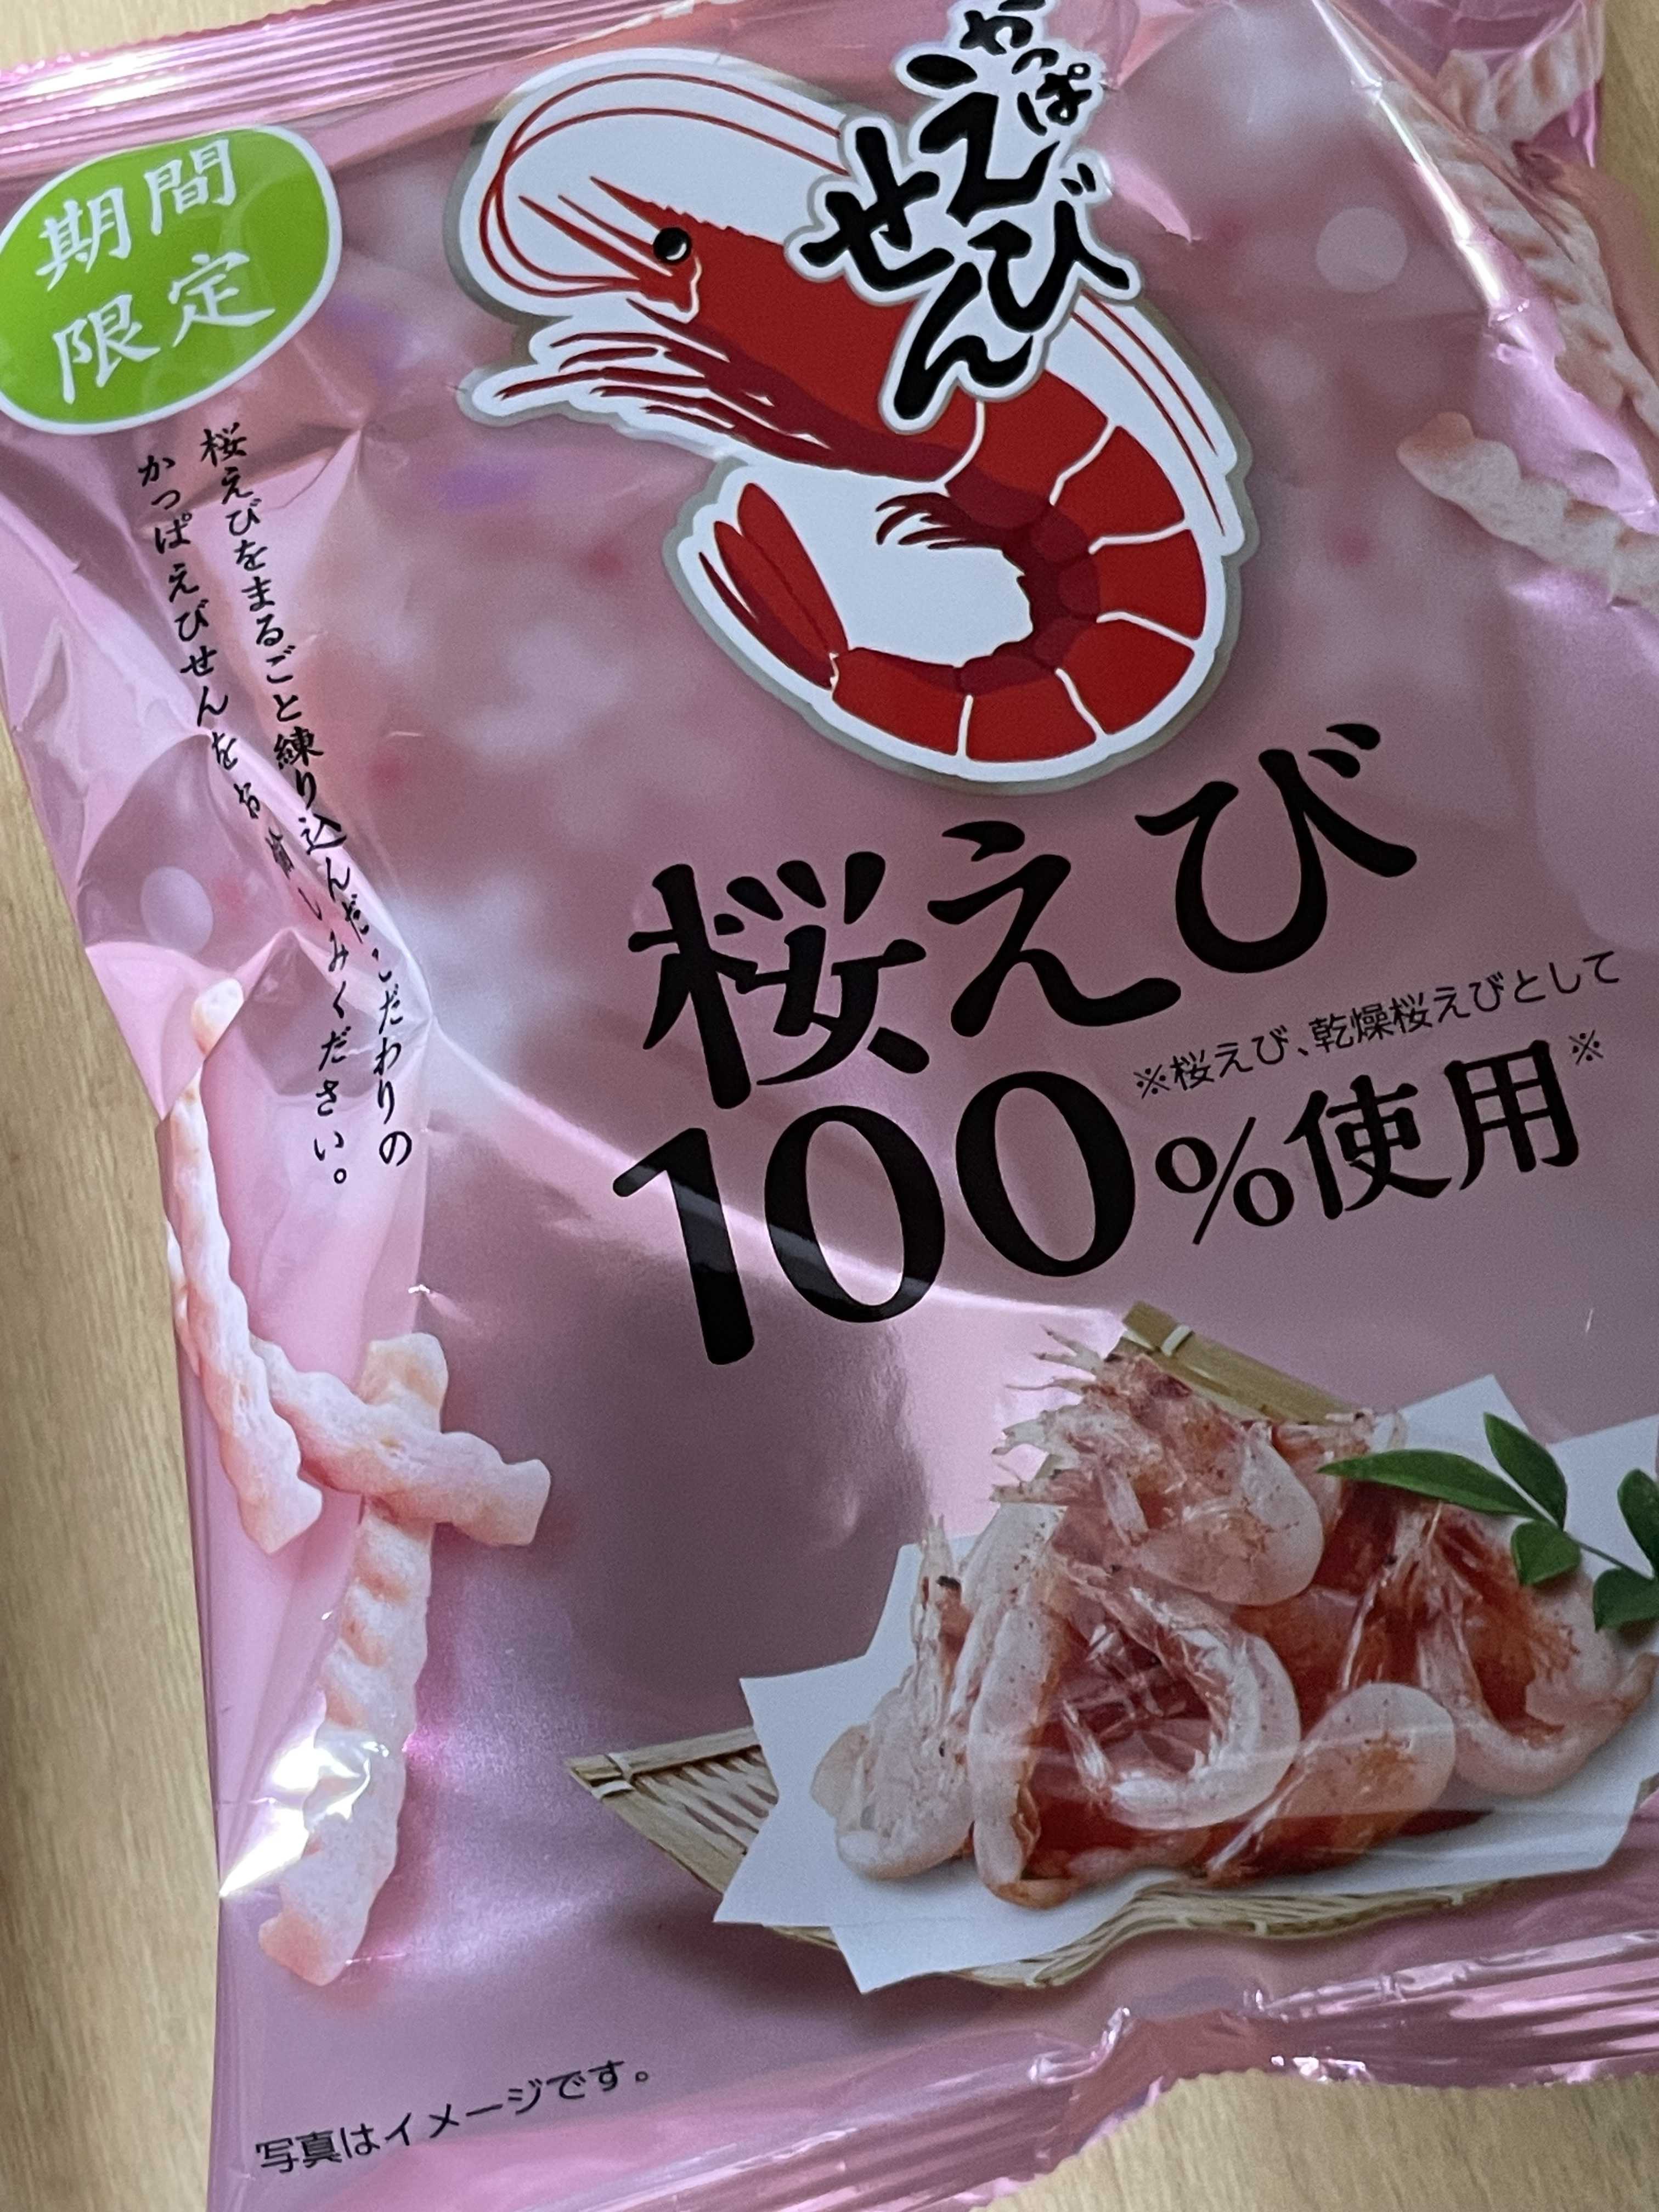 期間
限定
かっぱ
えび
せん
桜えびをまるごと練り込んだこだわりの
かっぱえびせんをお愉しみください。
桜えび
※桜えび、乾燥桜えびとして
100%使用※
写真はイメージです。